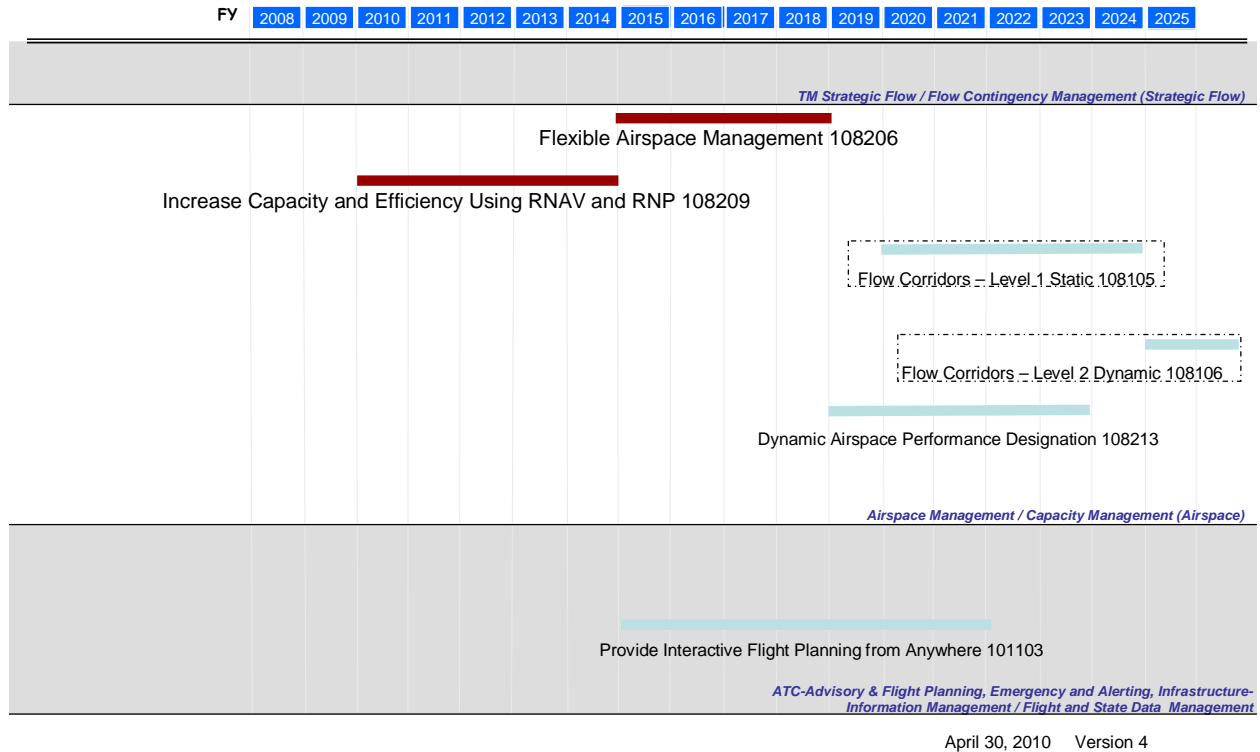 FY 2008 2009 2010 2011 2012 2013 2014 2015 2016 2017 2018 2019 2020 2021 2022 2023 2024 2025
TM Strategic Flow / Flow Contingency Management (Strategic Flow)
Flexible Airspace Management 108206
Increase Capacity and Efficiency Using RNAV and RNP 108209
Flow Corridors – Level 1 Static 108105
Flow Corridors – Level 2 Dynamic 108106
Dynamic Airspace Performance Designation 108213
Airspace Management / Capacity Management (Airspace)
Provide Interactive Flight Planning from Anywhere 101103
ATC-Advisory & Flight Planning, Emergency and Alerting, Infrastructure-
Information Management / Flight and State Data Management
April 30, 2010 Version 4